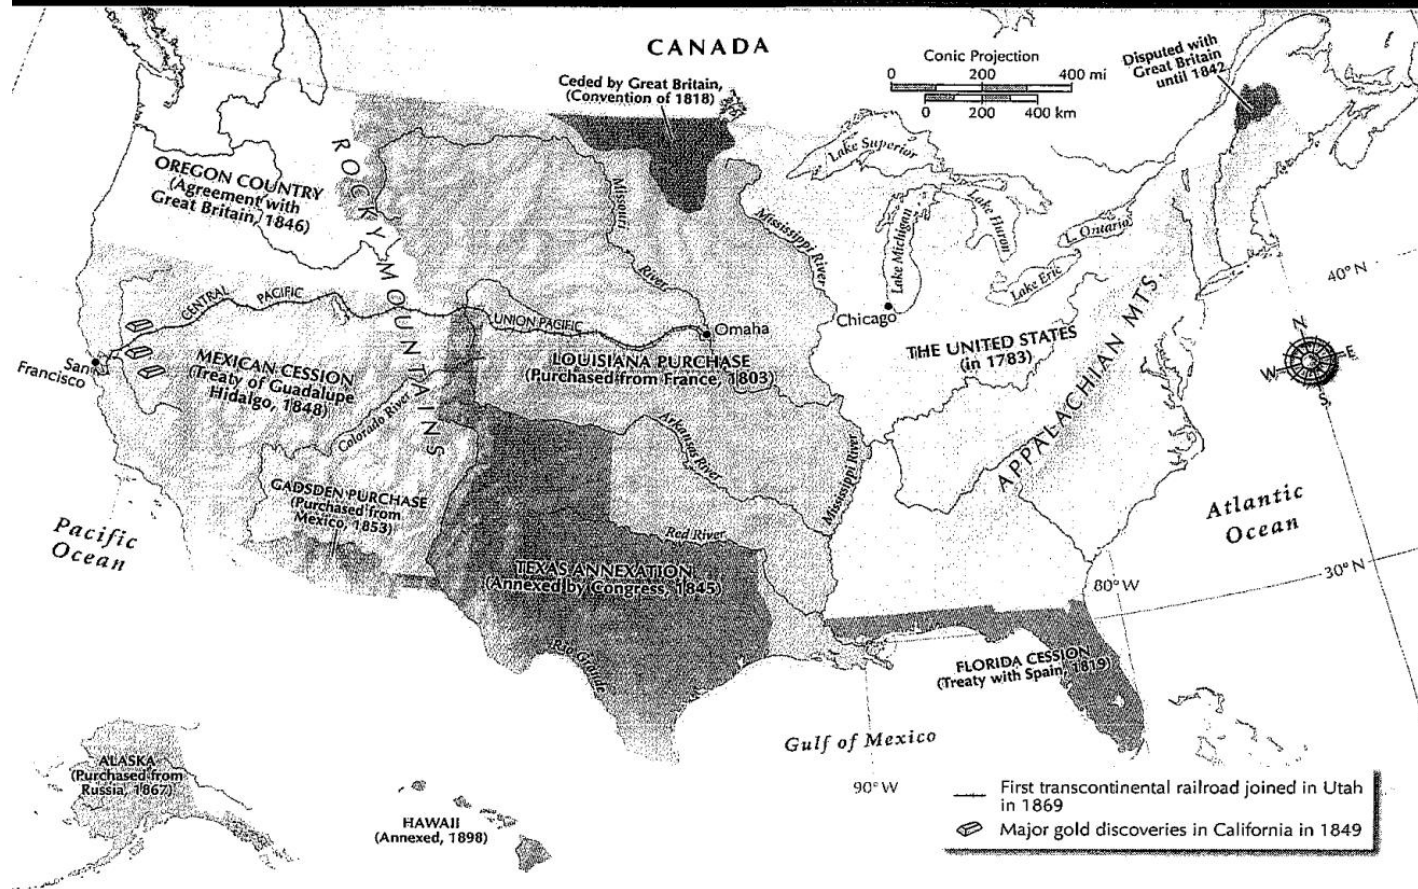 CANADA
Conic Projection
0 200 400 mi
0 200 400 km
Disputed with
Great Britain
until 1842
Ceded by Great Britain,
(Convention of 1818)
ROCKY MOUNTAINS
OREGON COUNTRY
(Agreement with
Great Britain, 1846)
Missouri
River
Mississippi River
Lake Superior
Lake Michigan
Lake Huron
L. Ontario
Lake Erie
40° N
CENTRAL PACIFIC
UNION PACIFIC
Omaha
Chicago
THE UNITED STATES
(in 1783)
APPALACHIAN MTS.
N
E
W
S
San
Francisco
MEXICAN CESSION
(Treaty of Guadalupe
Hidalgo, 1848)
LOUISIANA PURCHASE
(Purchased from France, 1803)
Colorado River
Arkansas River
Mississippi River
GADSDEN PURCHASE
(Purchased from
Mexico, 1853)
Pacific
Ocean
Red River
Atlantic
Ocean
TEXAS ANNEXATION
(Annexed by Congress, 1845)
30° N
80° W
Rio Grande
FLORIDA CESSION
(Treaty with Spain, 1819)
Gulf of Mexico
90° W
ALASKA
(Purchased from
Russia, 1867)
HAWAII
(Annexed, 1898)
First transcontinental railroad joined in Utah
in 1869
Major gold discoveries in California in 1849